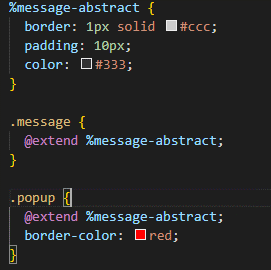 %message-abstract {
  border: 1px solid #ccc;
  padding: 10px;
  color: #333;
}

.message {
  @extend %message-abstract;
}

.popup {
  @extend %message-abstract;
  border-color: red;
}